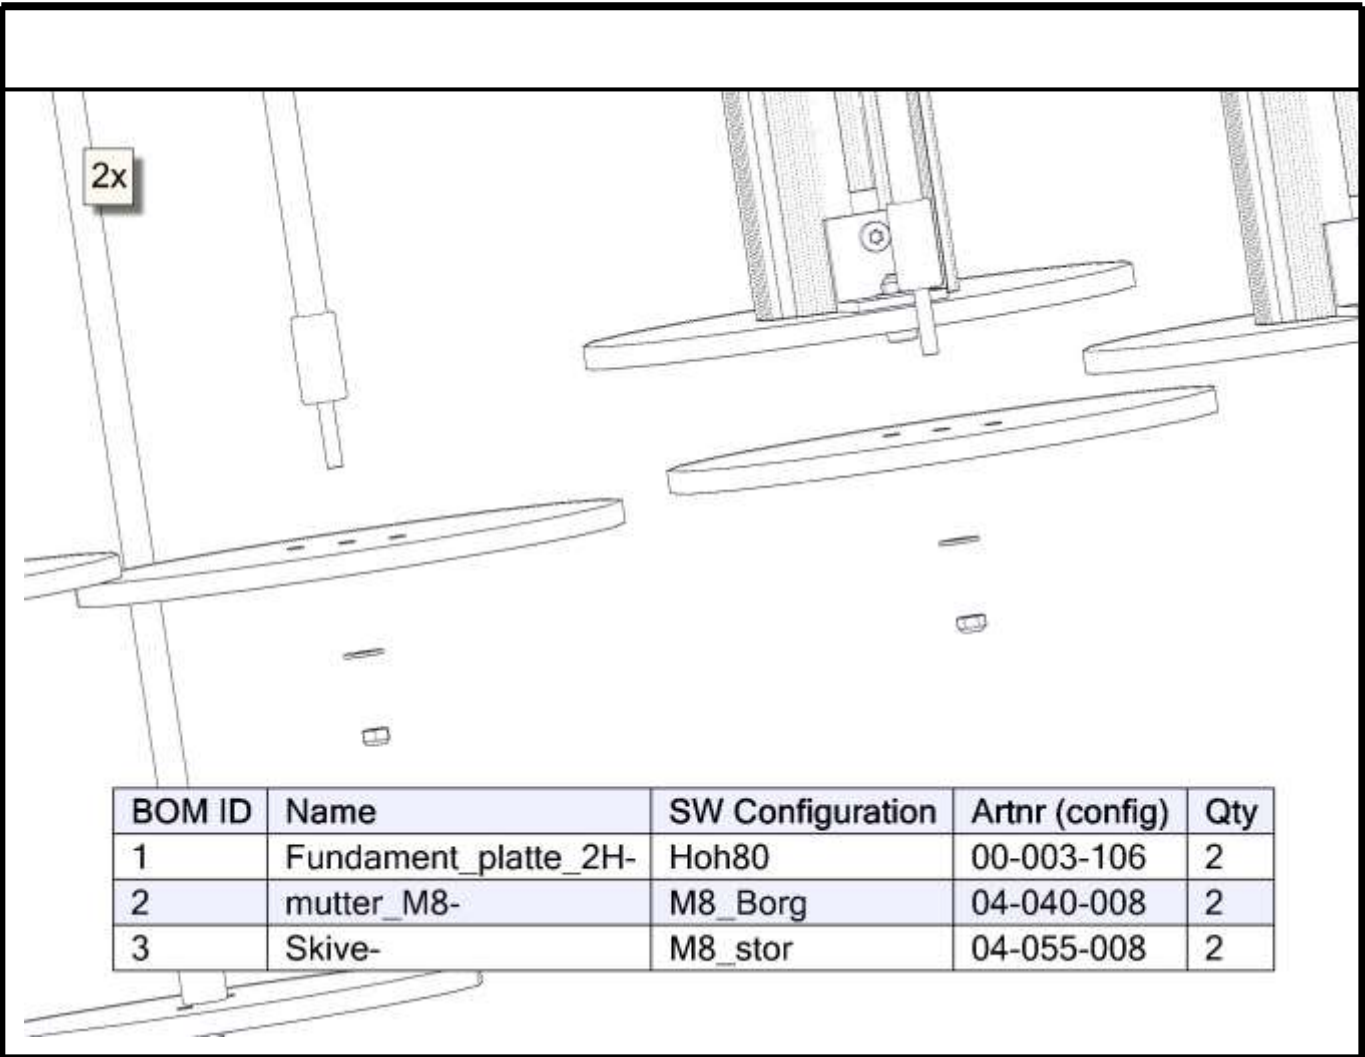 2x
BOM ID Name SW Configuration Artnr (config) Qty
1 Fundament_platte_2H- Hoh80 00-003-106 2
2 mutter_M8- M8_Borg 04-040-008 2
3 Skive- M8_stor 04-055-008 2